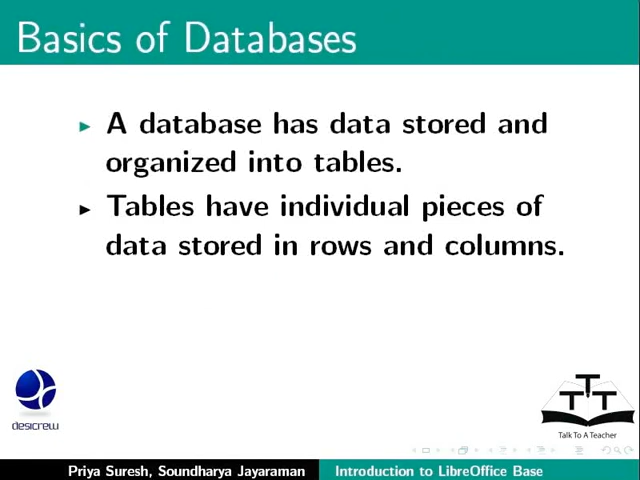 Basics of Databases
A database has data stored and
organized into tables.
Tables have individual pieces of
data stored in rows and columns.
desicrew
T T T
Talk To A Teacher
Priya Suresh, Soundharya Jayaraman Introduction to LibreOffice Base